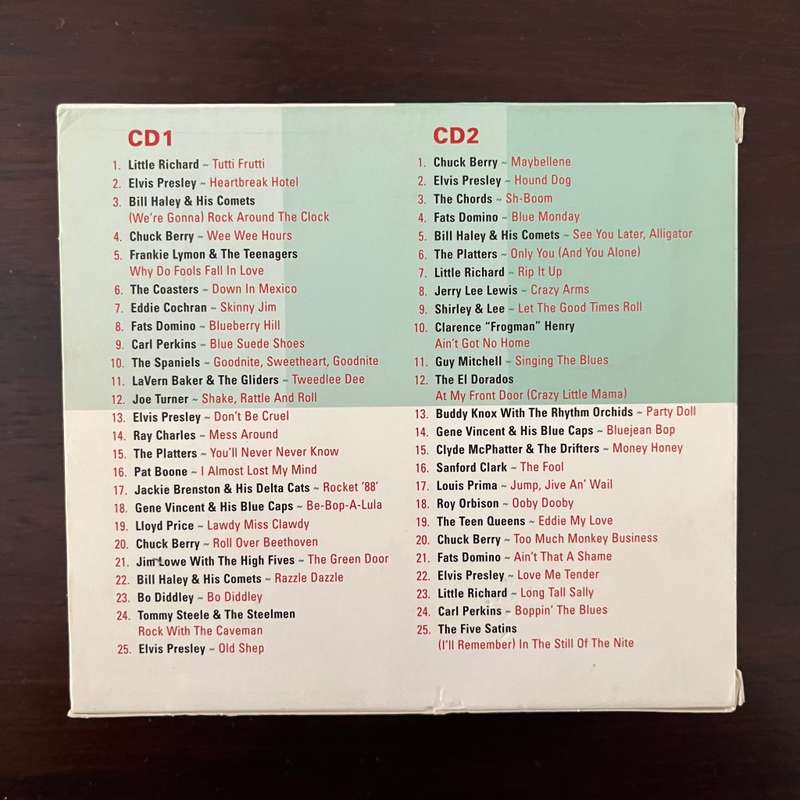 CD1
1. Little Richard ~ Tutti Frutti
2. Elvis Presley ~ Heartbreak Hotel
3. Bill Haley & His Comets
(We're Gonna) Rock Around The Clock
4. Chuck Berry ~ Wee Wee Hours
5. Frankie Lymon & The Teenagers
Why Do Fools Fall In Love
6. The Coasters ~ Down In Mexico
7. Eddie Cochran ~ Skinny Jim
8. Fats Domino ~ Blueberry Hill
9. Carl Perkins ~ Blue Suede Shoes
10. The Spaniels ~ Goodnite, Sweetheart, Goodnite
11. LaVern Baker & The Gliders ~ Tweedlee Dee
12. Joe Turner ~ Shake, Rattle And Roll
13. Elvis Presley ~ Don't Be Cruel
14. Ray Charles ~ Mess Around
15. The Platters ~ You'll Never Never Know
16. Pat Boone ~ I Almost Lost My Mind
17. Jackie Brenston & His Delta Cats ~ Rocket '88'
18. Gene Vincent & His Blue Caps ~ Be-Bop-A-Lula
19. Lloyd Price ~ Lawdy Miss Clawdy
20. Chuck Berry ~ Roll Over Beethoven
21. Jim Lowe With The High Fives ~ The Green Door
22. Bill Haley & His Comets ~ Razzle Dazzle
23. Bo Diddley ~ Bo Diddley
24. Tommy Steele & The Steelmen
Rock With The Caveman
25. Elvis Presley ~ Old Shep
CD2
1. Chuck Berry ~ Maybellene
2. Elvis Presley ~ Hound Dog
3. The Chords ~ Sh-Boom
4. Fats Domino ~ Blue Monday
5. Bill Haley & His Comets ~ See You Later, Alligator
6. The Platters ~ Only You (And You Alone)
7. Little Richard ~ Rip It Up
8. Jerry Lee Lewis ~ Crazy Arms
9. Shirley & Lee ~ Let The Good Times Roll
10. Clarence "Frogman" Henry
Ain't Got No Home
11. Guy Mitchell ~ Singing The Blues
12. The El Dorados
At My Front Door (Crazy Little Mama)
13. Buddy Knox With The Rhythm Orchids ~ Party Doll
14. Gene Vincent & His Blue Caps ~ Bluejean Bop
15. Clyde McPhatter & The Drifters ~ Money Honey
16. Sanford Clark ~ The Fool
17. Louis Prima ~ Jump, Jive An' Wail
18. Roy Orbison ~ Ooby Dooby
19. The Teen Queens ~ Eddie My Love
20. Chuck Berry ~ Too Much Monkey Business
21. Fats Domino ~ Ain't That A Shame
22. Elvis Presley ~ Love Me Tender
23. Little Richard ~ Long Tall Sally
24. Carl Perkins ~ Boppin' The Blues
25. The Five Satins
(I'll Remember) In The Still Of The Nite